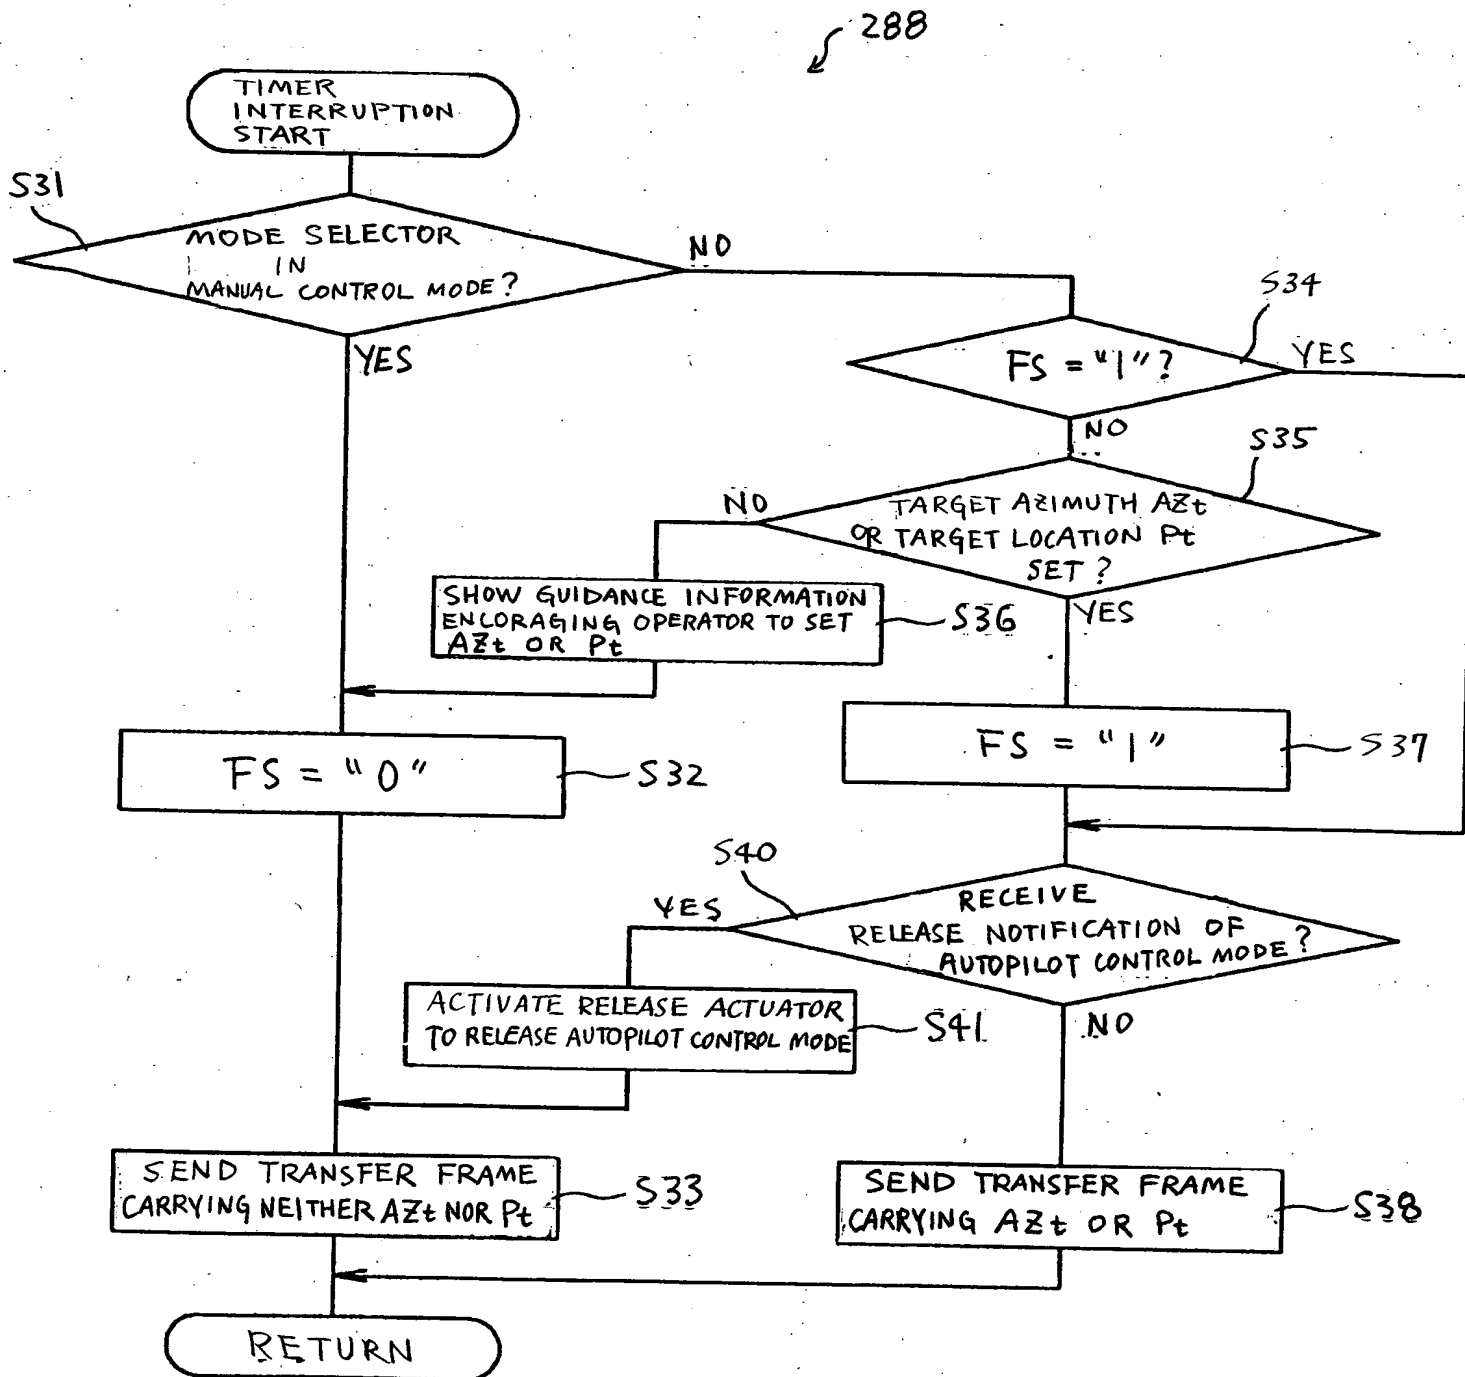 288
TIMER
INTERRUPTION
START
S31
MODE SELECTOR
IN
MANUAL CONTROL MODE?
NO
YES
S34
FS = "1"?
YES
NO
S35
TARGET AZIMUTH AZt
OR TARGET LOCATION Pt
SET?
NO
YES
SHOW GUIDANCE INFORMATION
ENCORAGING OPERATOR TO SET
AZt OR Pt
S36
FS = "0"
S32
FS = "1"
S37
S40
RECEIVE
RELEASE NOTIFICATION OF
AUTOPILOT CONTROL MODE?
YES
NO
ACTIVATE RELEASE ACTUATOR
TO RELEASE AUTOPILOT CONTROL MODE
S41
SEND TRANSFER FRAME
CARRYING NEITHER AZt NOR Pt
S33
SEND TRANSFER FRAME
CARRYING AZt OR Pt
S38
RETURN